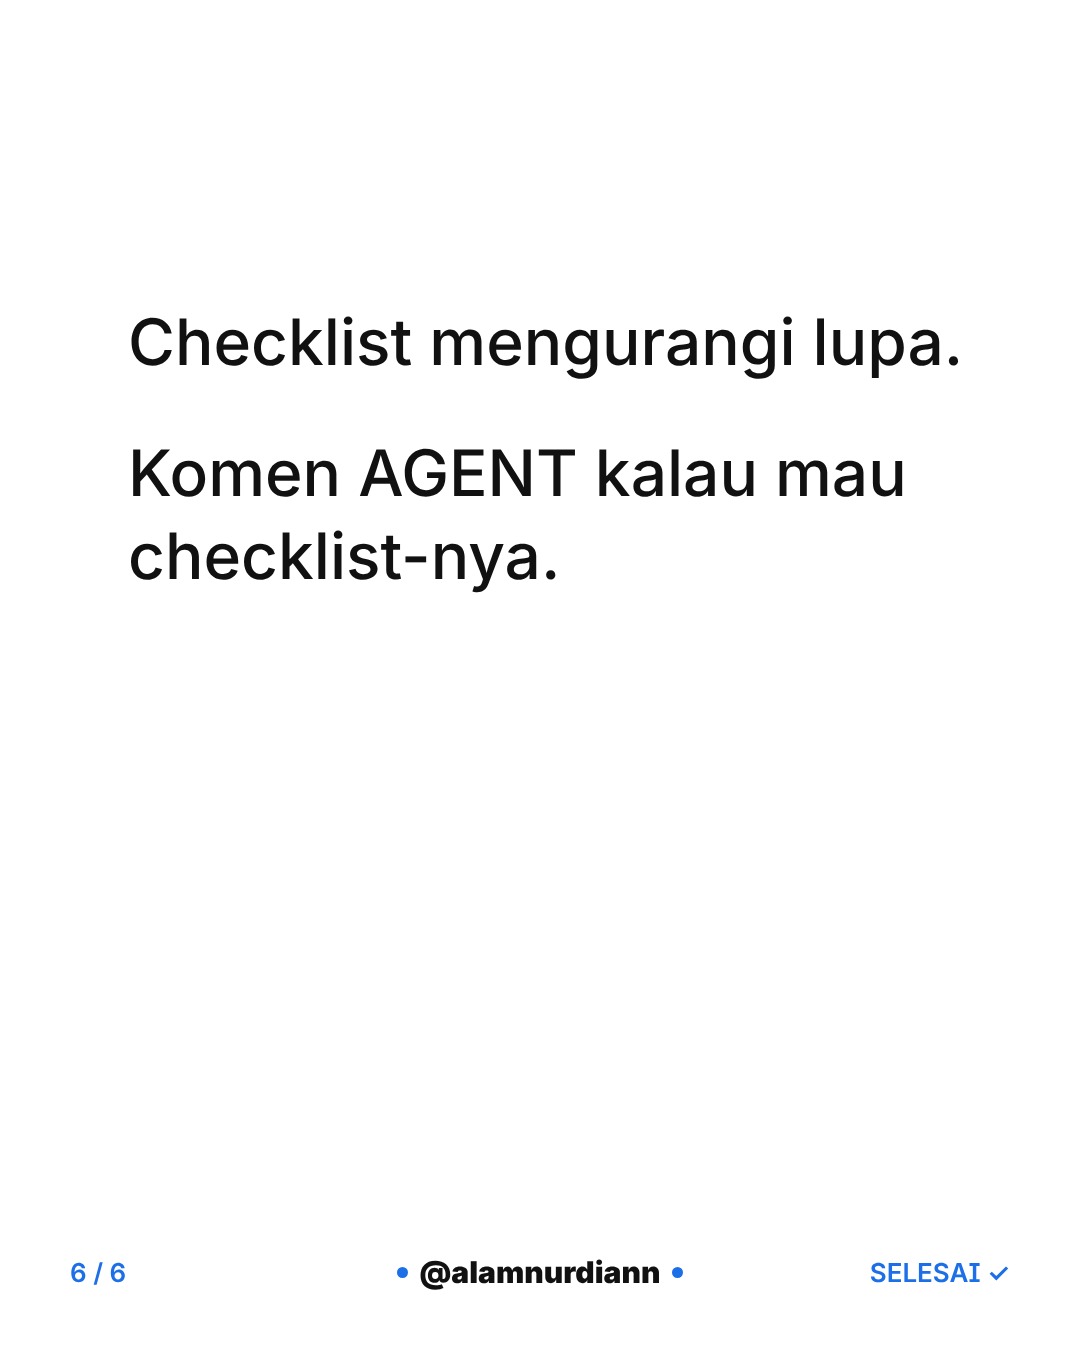 Checklist mengurangi lupa.
Komen AGENT kalau mau
checklist-nya.
6 / 6
• @alamnurdiann •
SELESAI ✓